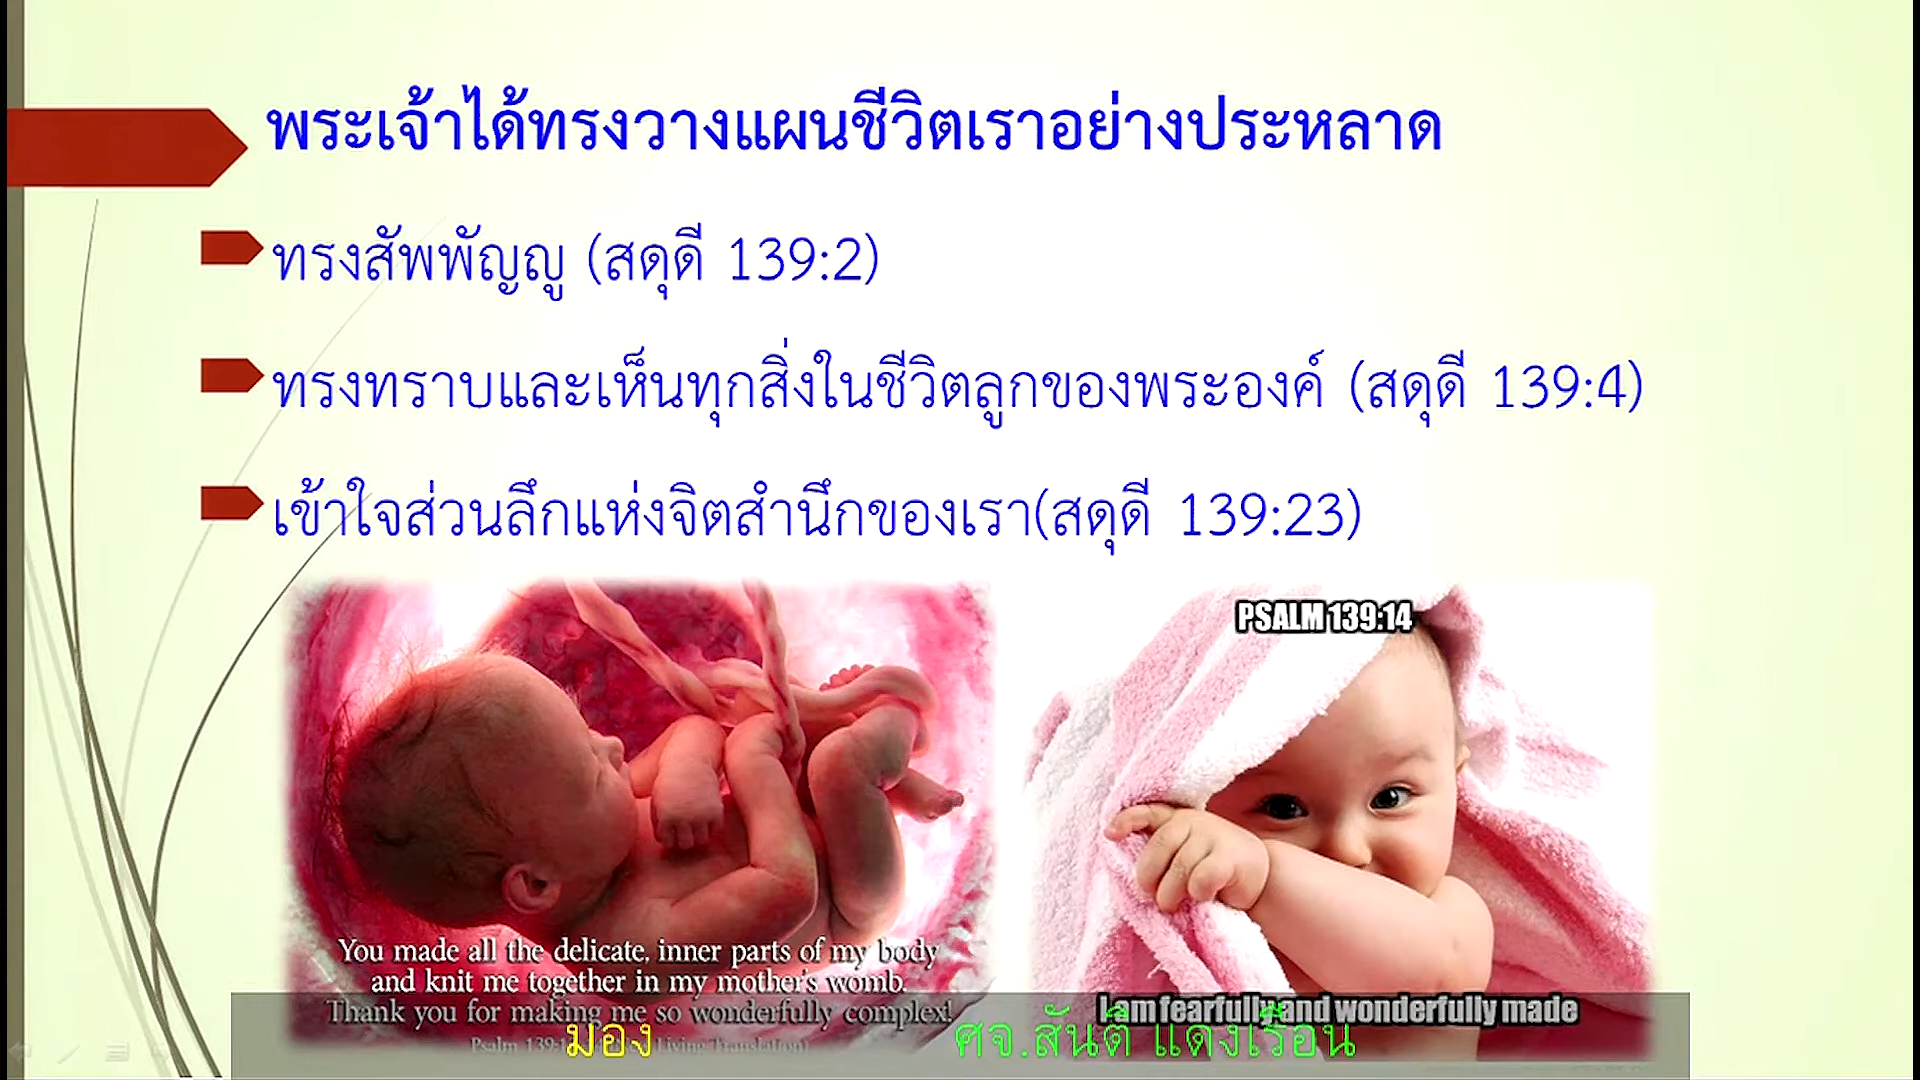 พระเจ้าได้ทรงวางแผนชีวิตเราอย่างประหลาด
ทรงสัพพัญญู (สดุดี 139:2)
ทรงทราบและเห็นทุกสิ่งในชีวิตลูกของพระองค์ (สดุดี 139:4)
เข้าใจส่วนลึกแห่งจิตสำนึกของเรา(สดุดี 139:23)
You made all the delicate, inner parts of my body
and knit me together in my mother's womb.
Thank you for making me so wonderfully complex!
Psalm 139:1 Living Translation)
PSALM 139:14
I am fearfully and wonderfully made
มอง ศจ.สันติ แดงเรือน